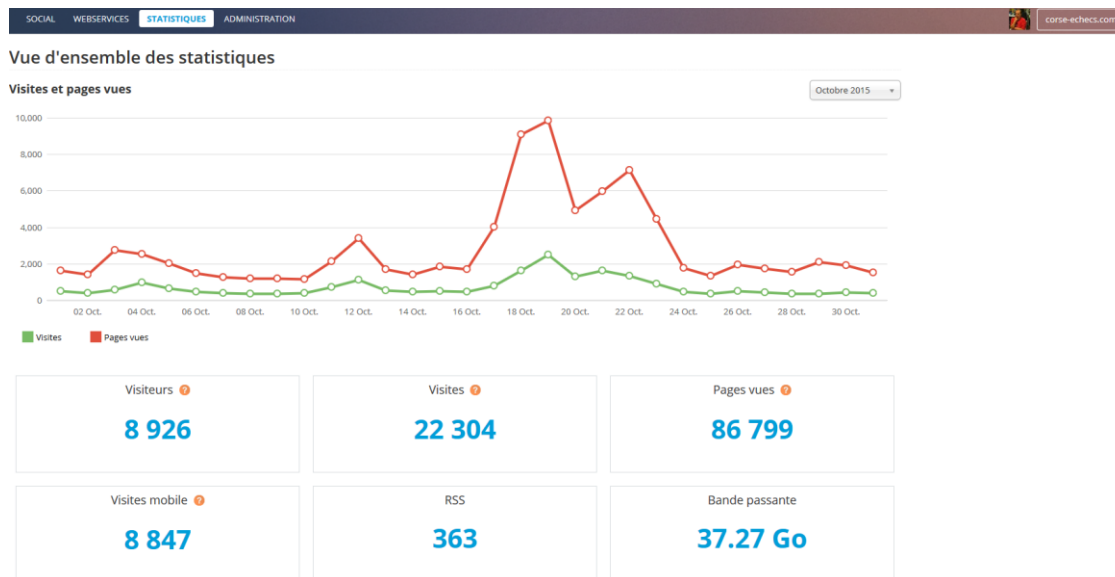 SOCIAL WEBSERVICES STATISTIQUES ADMINISTRATION corse-echecs.com
Vue d'ensemble des statistiques
Visites et pages vues
Octobre 2015
10,000
8,000
6,000
4,000
2,000
0
02 Oct. 04 Oct. 06 Oct. 08 Oct. 10 Oct. 12 Oct. 14 Oct. 16 Oct. 18 Oct. 20 Oct. 22 Oct. 24 Oct. 26 Oct. 28 Oct. 30 Oct.
Visites Pages vues
Visiteurs ? Visites ? Pages vues ?
8 926 22 304 86 799
Visites mobile ? RSS Bande passante
8 847 363 37.27 Go